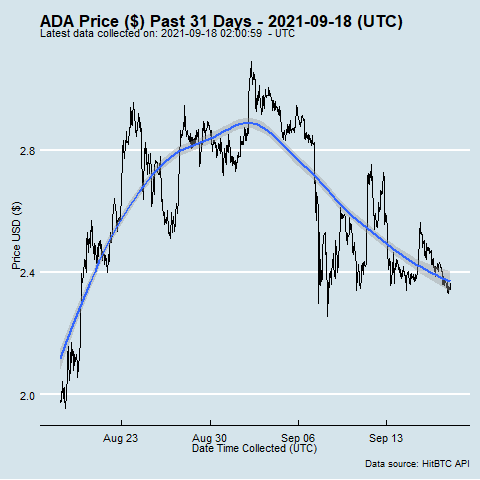 ADA Price ($) Past 31 Days - 2021-09-18 (UTC)
Latest data collected on: 2021-09-18 02:00:59 - UTC
Price USD ($)
2.8
2.4
2.0
Aug 23 Aug 30 Sep 06 Sep 13
Date Time Collected (UTC)
Data source: HitBTC API